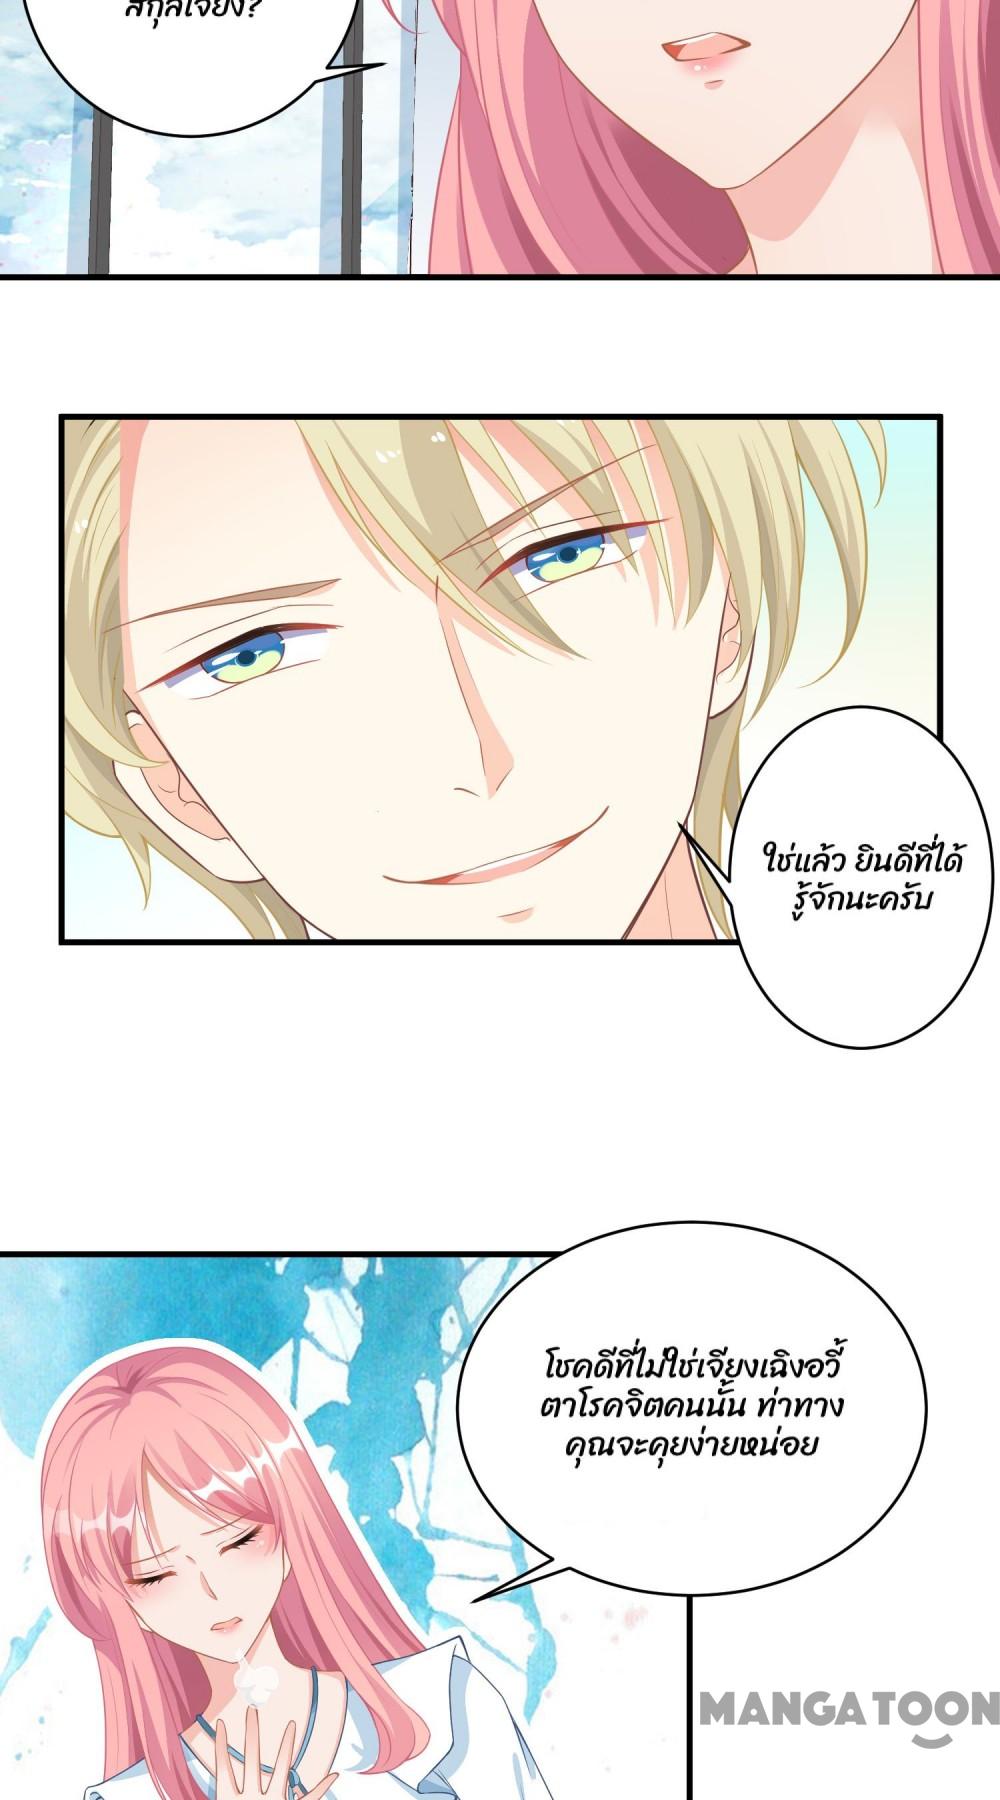 สกุลเจียง?
ใช่แล้ว ยินดีที่ได้
รู้จักนะครับ
โชคดีที่ไม่ใช่เจียงเฉิงอวี้
ตาโรคจิตคนนั้น ท่าทาง
คุณจะคุยง่ายหน่อย
MANGATOON